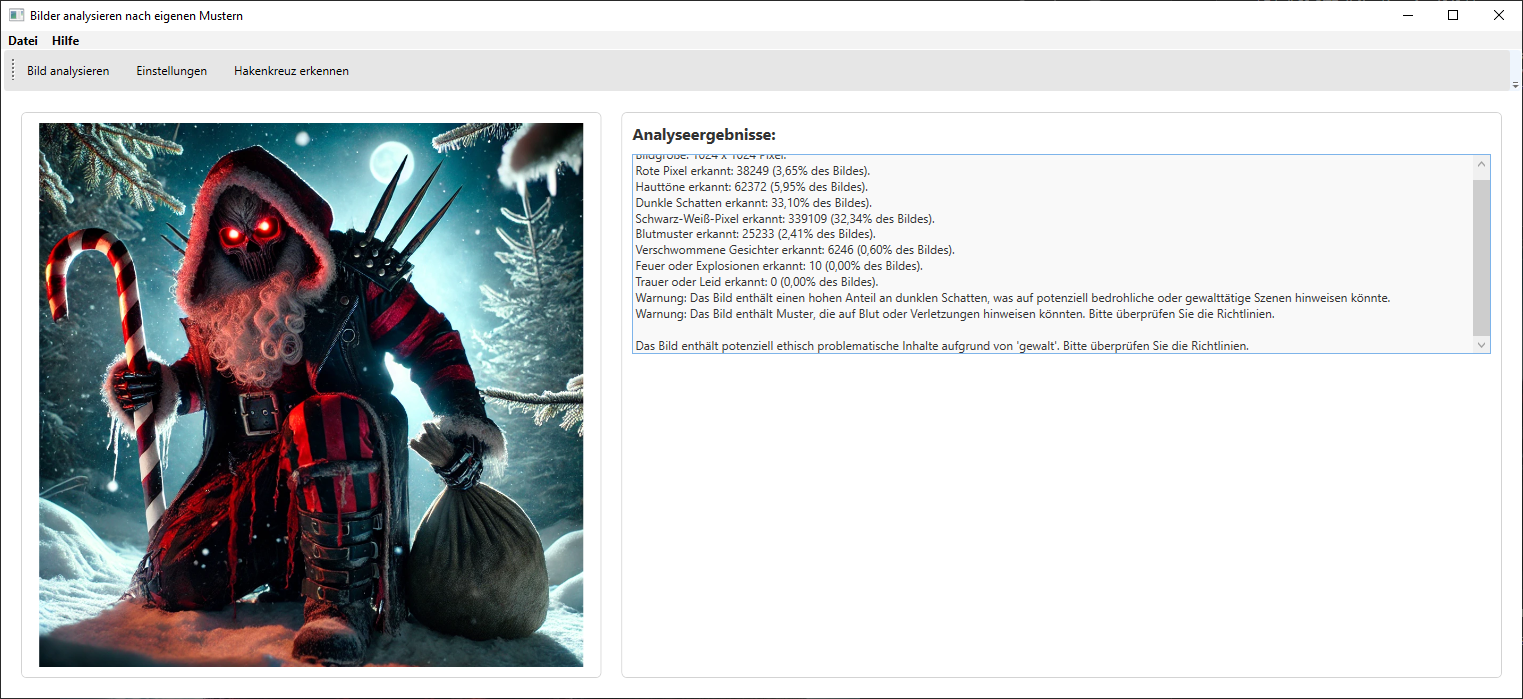 Bilder analysieren nach eigenen Mustern
Datei Hilfe
Bild analysieren Einstellungen Hakenkreuz erkennen
Analyseergebnisse:
Bildgröße: 1024 x 1024 Pixel.
Rote Pixel erkannt: 38249 (3,65% des Bildes).
Hauttöne erkannt: 62372 (5,95% des Bildes).
Dunkle Schatten erkannt: 33,10% des Bildes).
Schwarz-Weiß-Pixel erkannt: 339109 (32,34% des Bildes).
Blutmuster erkannt: 25233 (2,41% des Bildes).
Verschwommene Gesichter erkannt: 6246 (0,60% des Bildes).
Feuer oder Explosionen erkannt: 10 (0,00% des Bildes).
Trauer oder Leid erkannt: 0 (0,00% des Bildes).
Warnung: Das Bild enthält einen hohen Anteil an dunklen Schatten, was auf potenziell bedrohliche oder gewalttätige Szenen hinweisen könnte.
Warnung: Das Bild enthält Muster, die auf Blut oder Verletzungen hinweisen könnten. Bitte überprüfen Sie die Richtlinien.
Das Bild enthält potenziell ethisch problematische Inhalte aufgrund von 'gewalt'. Bitte überprüfen Sie die Richtlinien.